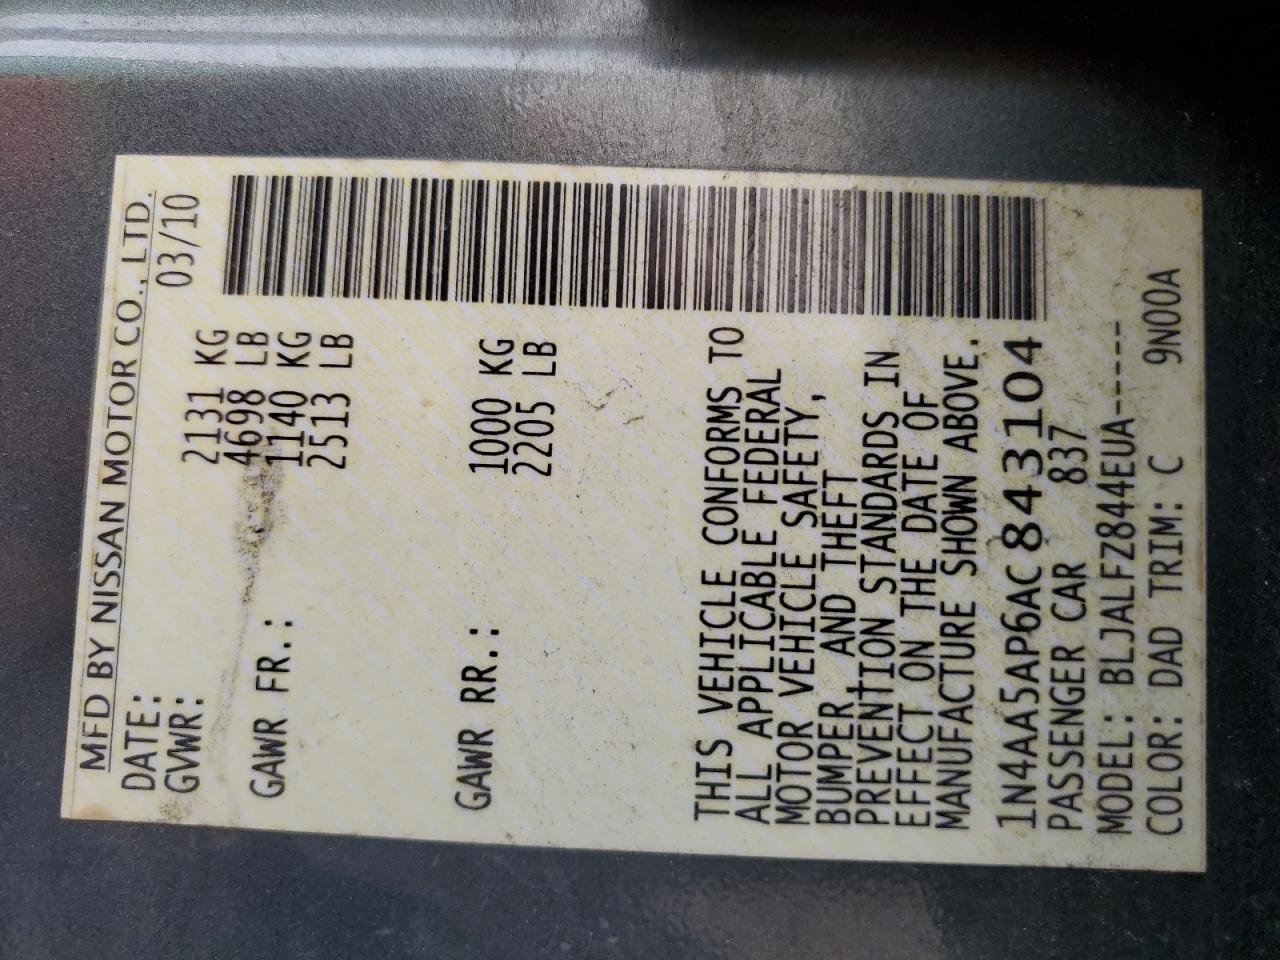 MFD BY NISSAN MOTOR CO., LTD.
DATE: 03/10
GVWR: 2131 KG
4698 LB
GAWR FR.: 1140 KG
2513 LB
GAWR RR.: 1000 KG
2205 LB
THIS VEHICLE CONFORMS TO
ALL APPLICABLE FEDERAL
MOTOR VEHICLE SAFETY,
BUMPER, AND THEFT
PREVENTION STANDARDS IN
EFFECT ON THE DATE OF
MANUFACTURE SHOWN ABOVE.
1N4AA5AP6AC843104
PASSENGER CAR 837
MODEL: BLJALFZ844EUA------
COLOR: DAD TRIM: C 9N00A